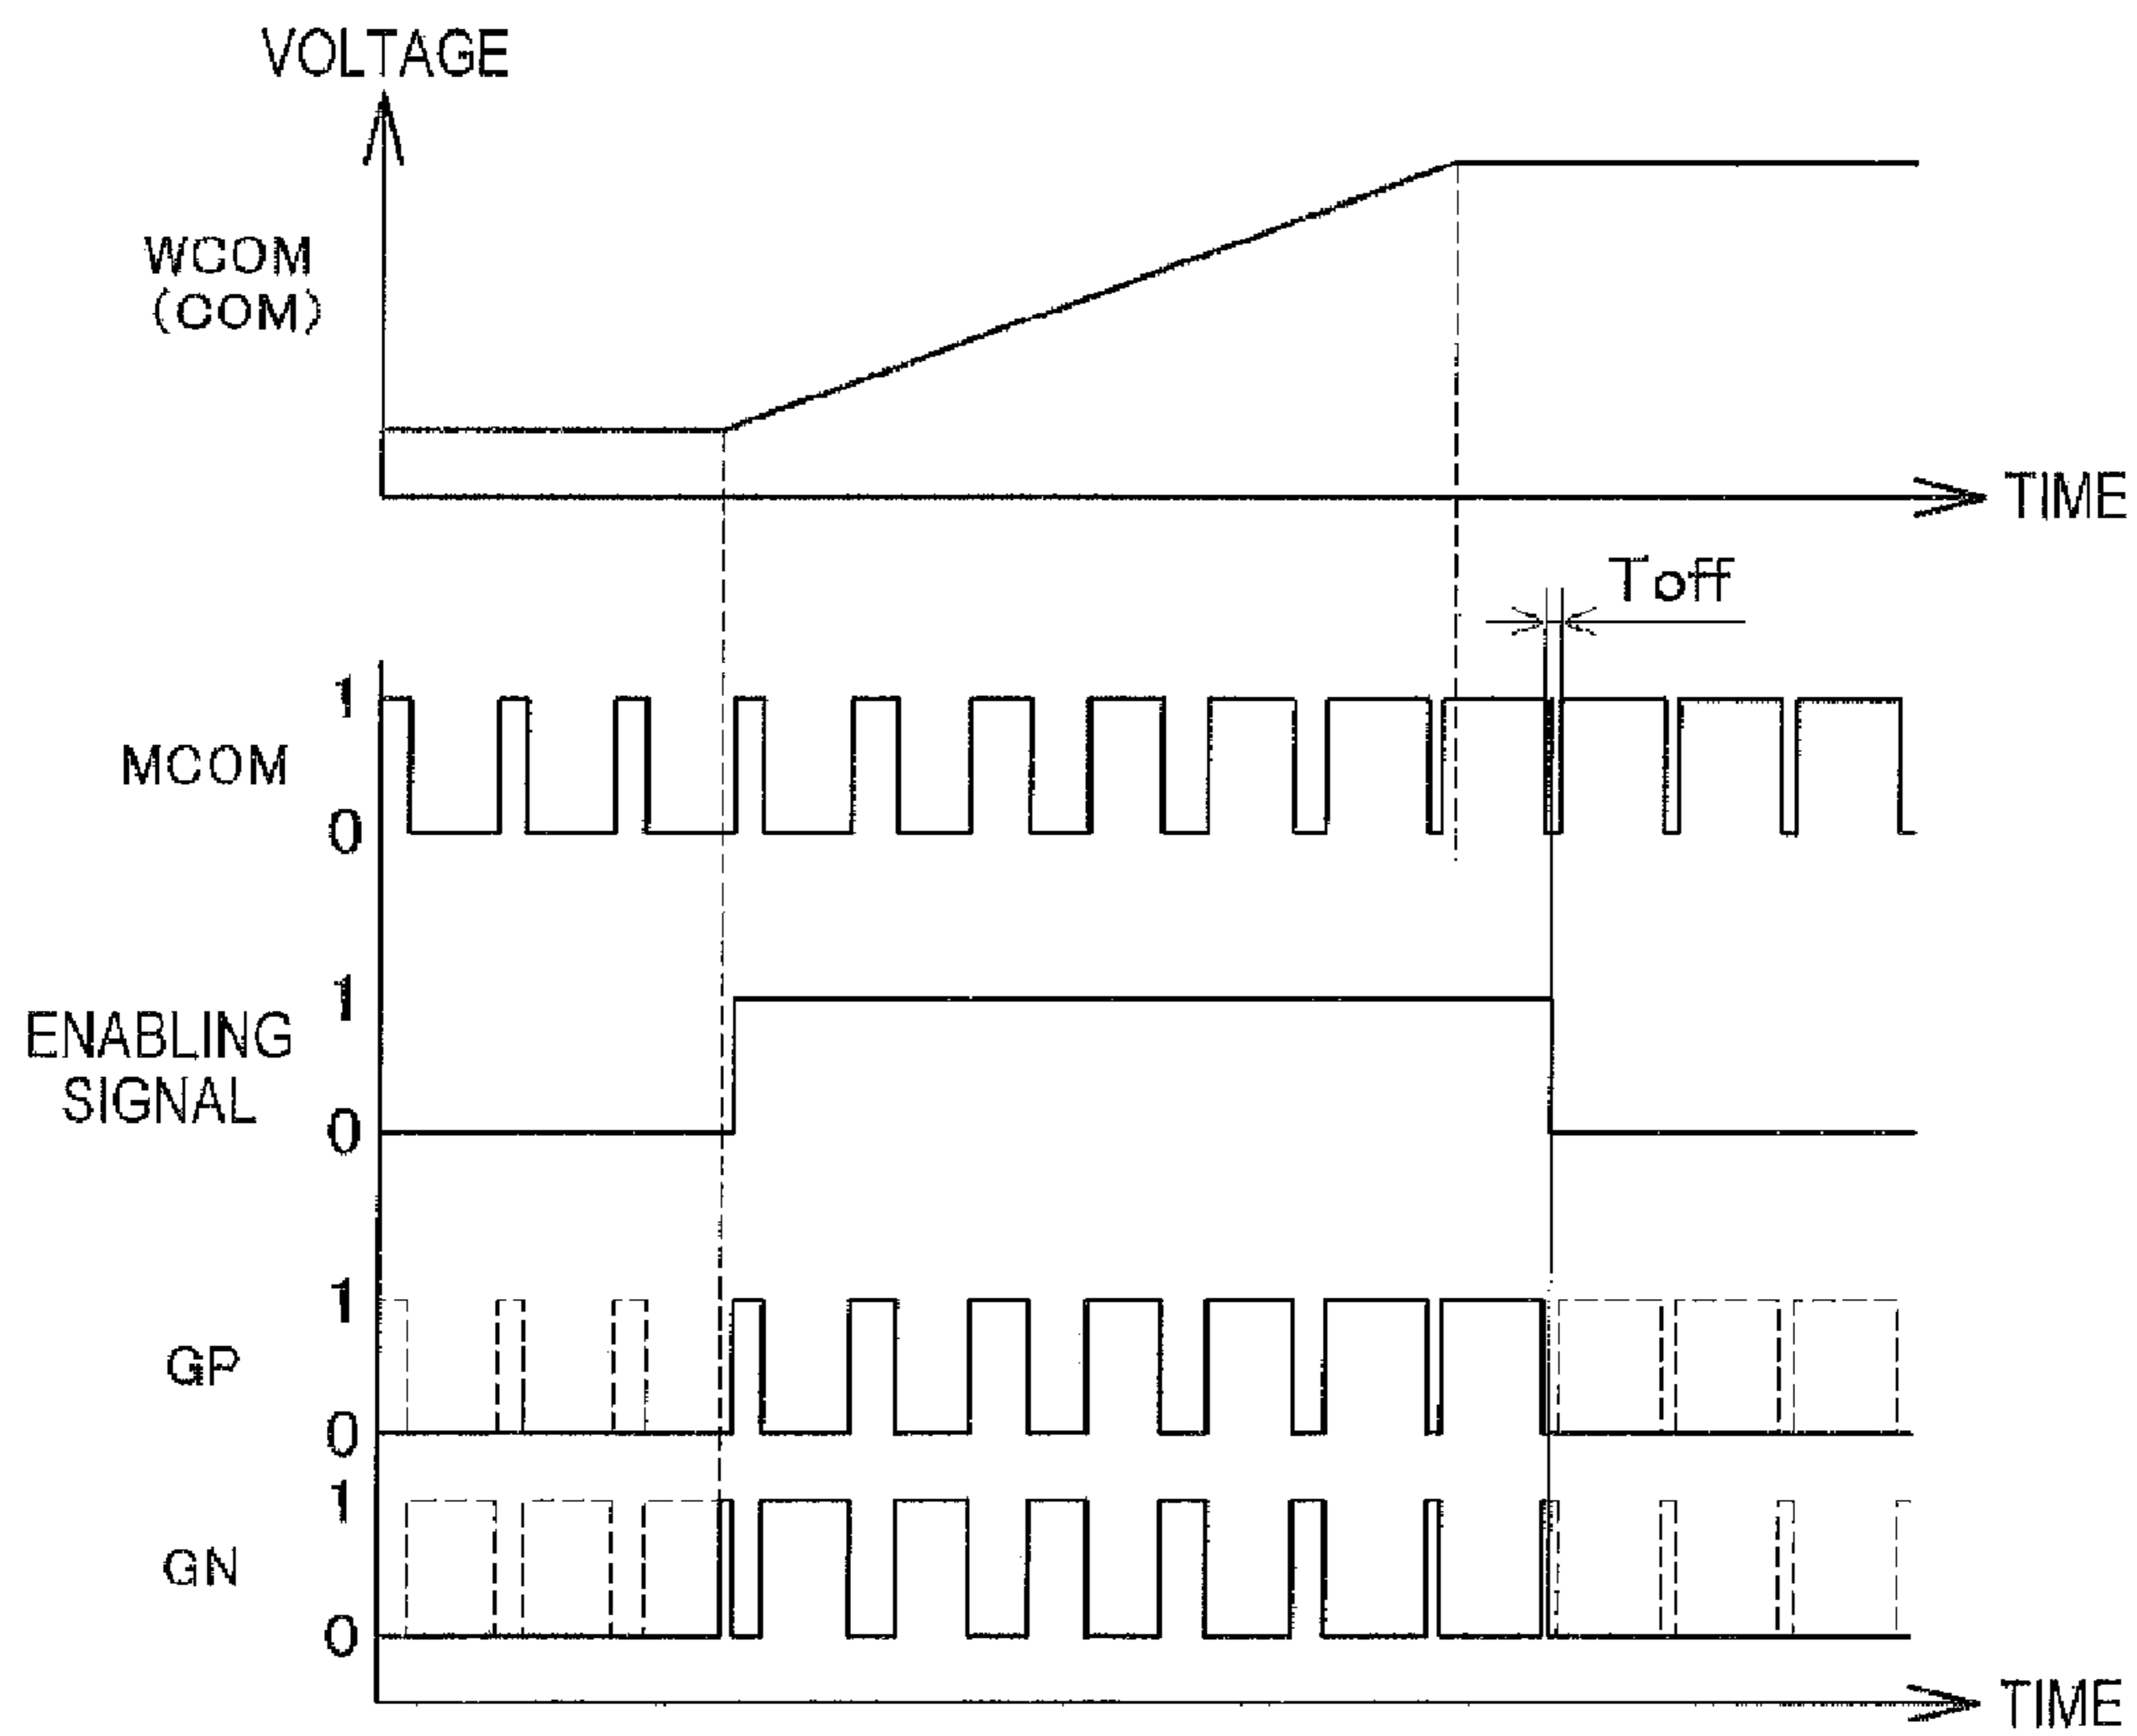 VOLTAGE
WCOM
(COM)
TIME
Toff
1
MCOM
0
1
ENABLING
SIGNAL
0
1
GP
0
1
GN
0
TIME